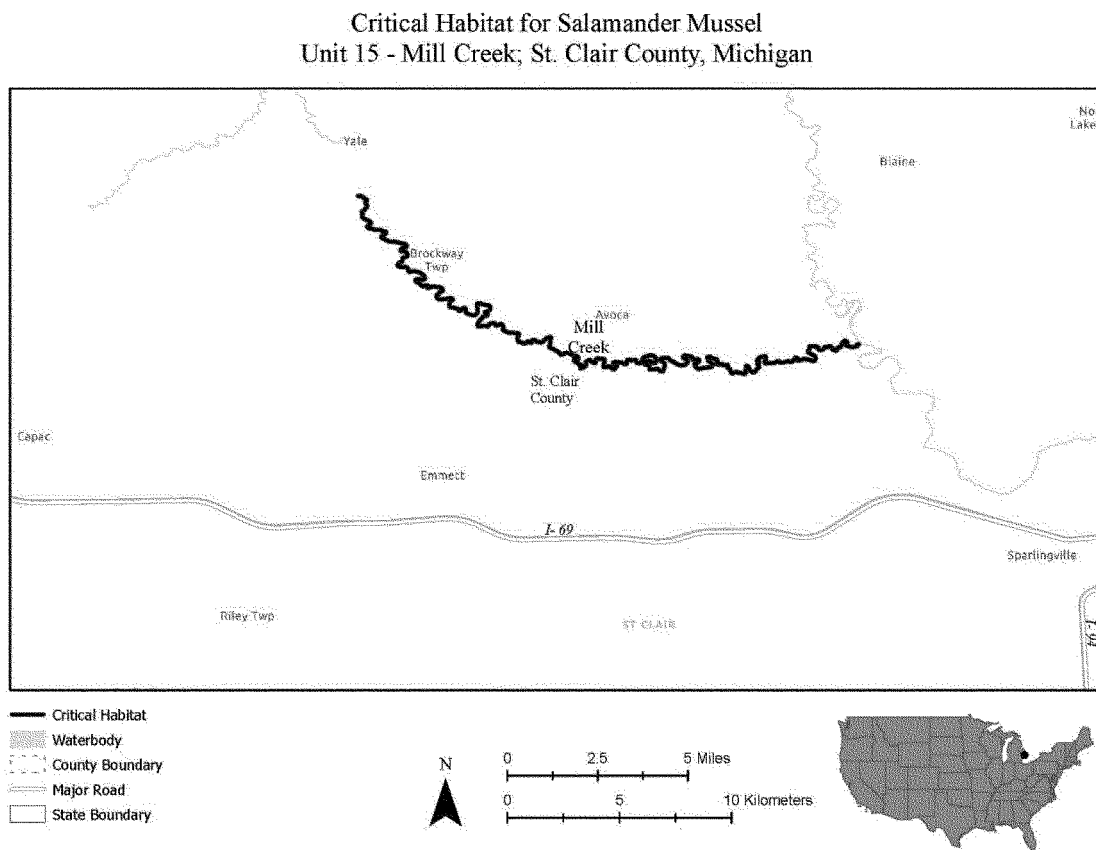 Critical Habitat for Salamander Mussel
Unit 15 - Mill Creek; St. Clair County, Michigan
No
Lake
Yale
Blaine
Brockway
Twp
Avoca
Mill
Creek
St. Clair
County
Capac
Emmett
I- 69
Sparlingville
Riley Twp
ST CLAIR
I-94
Critical Habitat
Waterbody
County Boundary
Major Road
State Boundary
N
0 2.5 5 Miles
0 5 10 Kilometers